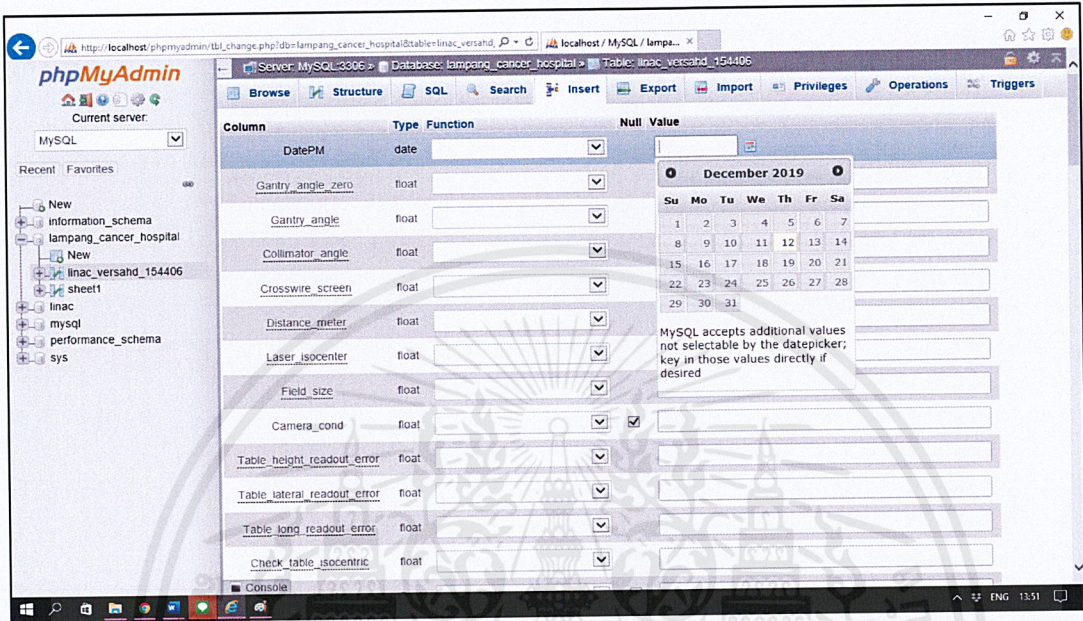 http://localhost/phpmyadmin/tbl_change.php?db=lampang_cancer_hospital&table=linac_versahd_
localhost / MySQL / lampa...
phpMyAdmin
Current server:
MySQL
Recent Favorites
New
information_schema
lampang_cancer_hospital
New
linac_versahd_154406
sheet1
linac
mysql
performance_schema
sys
Server: MySQL:3306 » Database: lampang_cancer_hospital » Table: linac_versahd_154406
Browse Structure SQL Search Insert Export Import Privileges Operations Triggers
Column Type Function Null Value
DatePM date
Gantry_angle_zero float
Gantry_angle float
Collimator_angle float
Crosswire_screen float
Distance_meter float
Laser_isocenter float
Field_size float
Camera_cond float
Table_height_readout_error float
Table_lateral_readout_error float
Table_long_readout_error float
Check_table_isocentric float
December 2019
Su Mo Tu We Th Fr Sa
1 2 3 4 5 6 7
8 9 10 11 12 13 14
15 16 17 18 19 20 21
22 23 24 25 26 27 28
29 30 31
MySQL accepts additional values
not selectable by the datepicker;
key in those values directly if
desired
Console
ENG 13:51